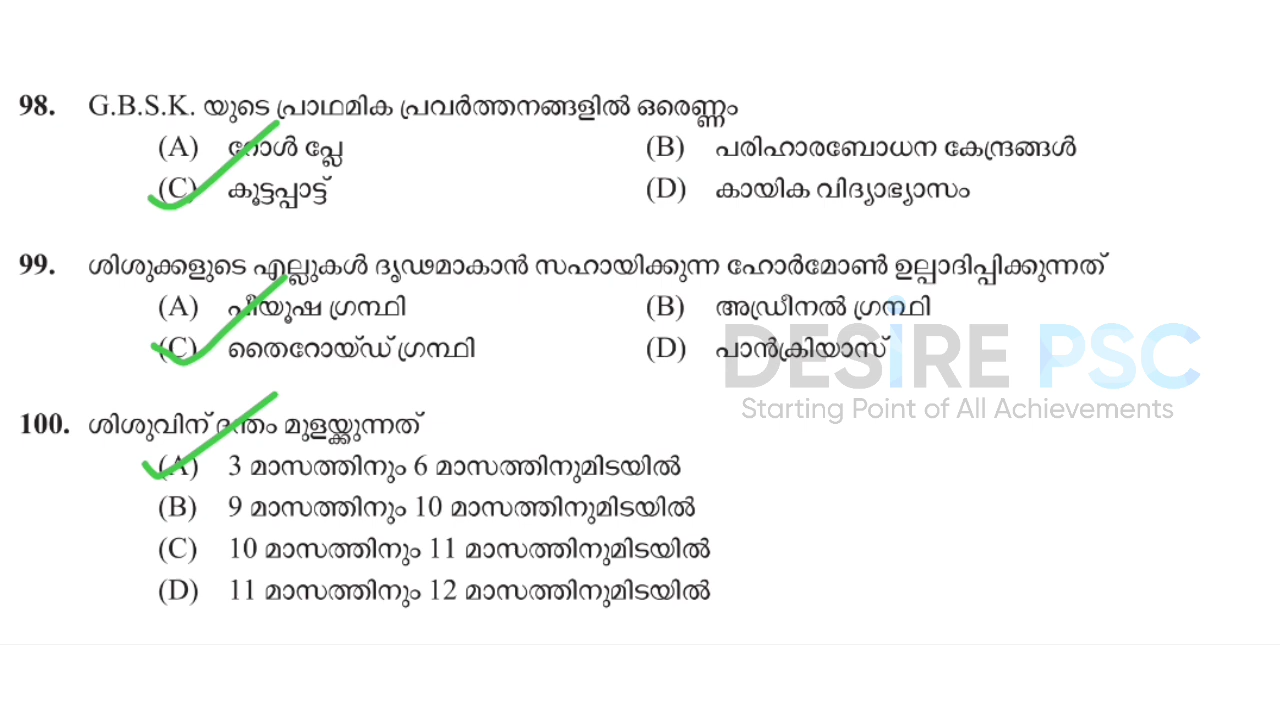 98. G.B.S.K. യുടെ പ്രാഥമിക പ്രവർത്തനങ്ങളിൽ ഒരെണ്ണം
(A) റോൾ പ്ലേ (B) പരിഹാരബോധന കേന്ദ്രങ്ങൾ
(C) കൂട്ടപ്പാട്ട് (D) കായിക വിദ്യാഭ്യാസം
99. ശിശുക്കളുടെ എല്ലുകൾ ദൃഢമാകാൻ സഹായിക്കുന്ന ഹോർമോൺ ഉല്പാദിപ്പിക്കുന്നത്
(A) പീയൂഷ ഗ്രന്ഥി (B) അഡ്രീനൽ ഗ്രന്ഥി
(C) തൈറോയ്ഡ് ഗ്രന്ഥി (D) പാൻക്രിയാസ്
DESiRE PSC
Starting Point of All Achievements
100. ശിശുവിന് ദന്തം മുളയ്ക്കുന്നത്
(A) 3 മാസത്തിനും 6 മാസത്തിനുമിടയിൽ
(B) 9 മാസത്തിനും 10 മാസത്തിനുമിടയിൽ
(C) 10 മാസത്തിനും 11 മാസത്തിനുമിടയിൽ
(D) 11 മാസത്തിനും 12 മാസത്തിനുമിടയിൽ